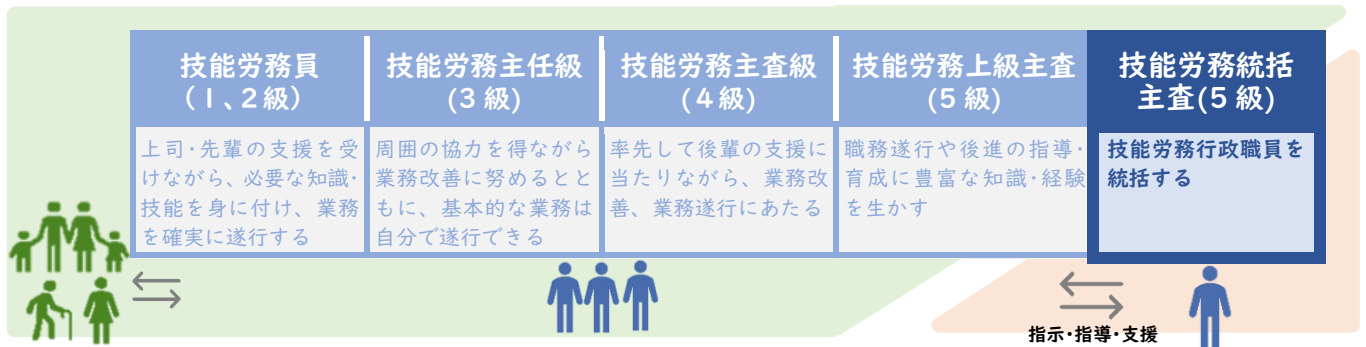 技能労務員
(1、2級)
上司･先輩の支援を受
けながら、必要な知識･
技能を身に付け、業務
を確実に遂行する
技能労務主任級
(3級)
周囲の協力を得ながら
業務改善に努めるとと
もに、基本的な業務は
自分で遂行できる
技能労務主査級
(4級)
率先して後輩の支援に
当たりながら、業務改
善、業務遂行にあたる
技能労務上級主査
(5級)
職務遂行や後進の指導･
育成に豊富な知識･経験
を生かす
技能労務統括
主査(5級)
技能労務行政職員を
統括する
指示･指導･支援